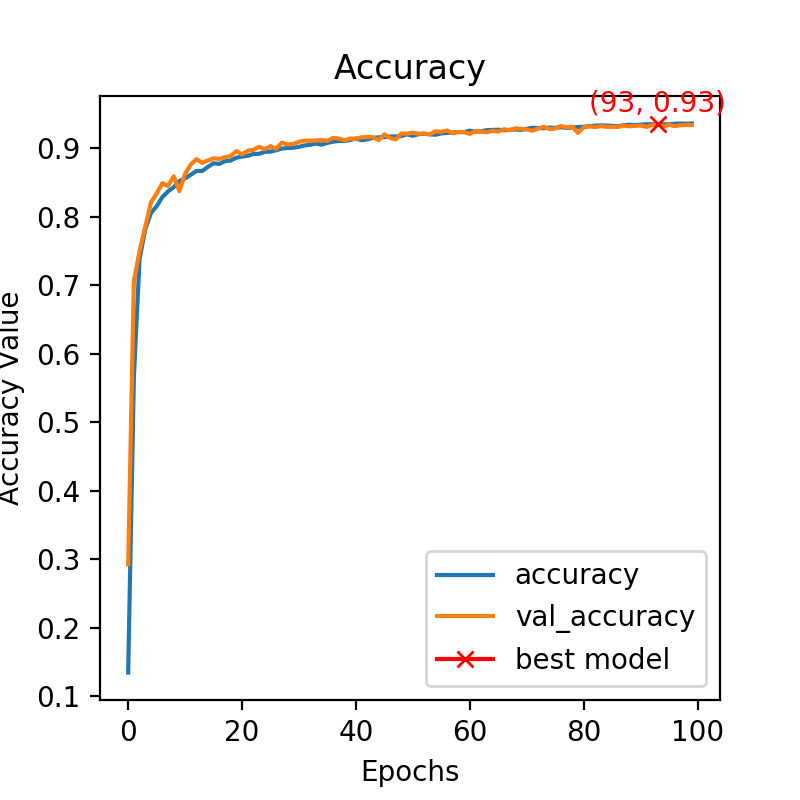 Accuracy
(93, 0.93)
0.9
0.8
0.7
0.6
0.5
0.4
0.3
0.2
0.1
Accuracy Value
accuracy
val_accuracy
best model
0 20 40 60 80 100
Epochs